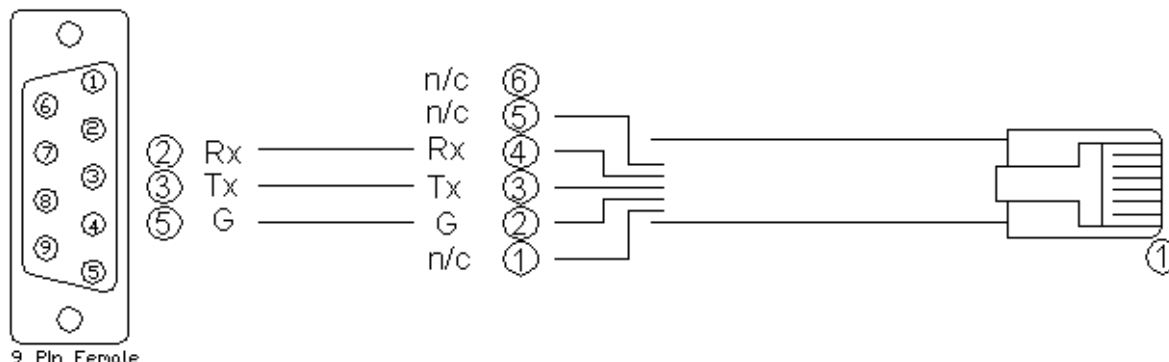 1
6
2
7
3
8
4
9
5
9 Pin Female
2 Rx
3 Tx
5 G
n/c 6
n/c 5
Rx 4
Tx 3
G 2
n/c 1
1